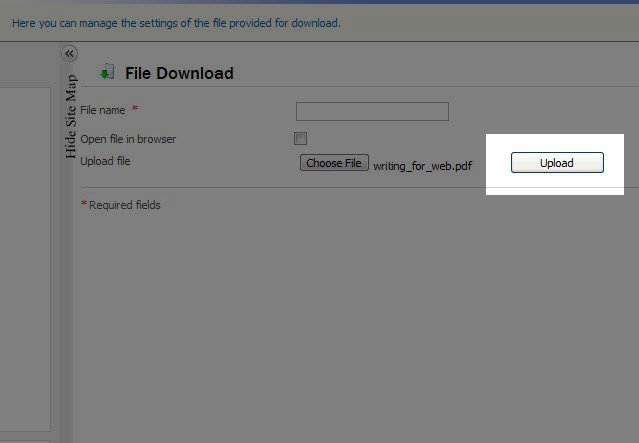 Here you can manage the settings of the file provided for download.
Hide Site Map
File Download
File name *
Open file in browser
Upload file Choose File writing_for_web.pdf Upload
* Required fields